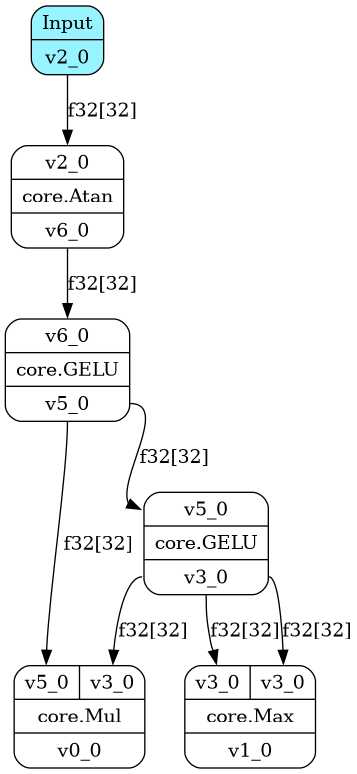 Input
v2_0
f32[32]
v2_0
core.Atan
v6_0
f32[32]
v6_0
core.GELU
v5_0
f32[32]
v5_0
core.GELU
v3_0
f32[32]
f32[32] f32[32] f32[32]
v5_0 v3_0
core.Mul
v0_0
v3_0 v3_0
core.Max
v1_0